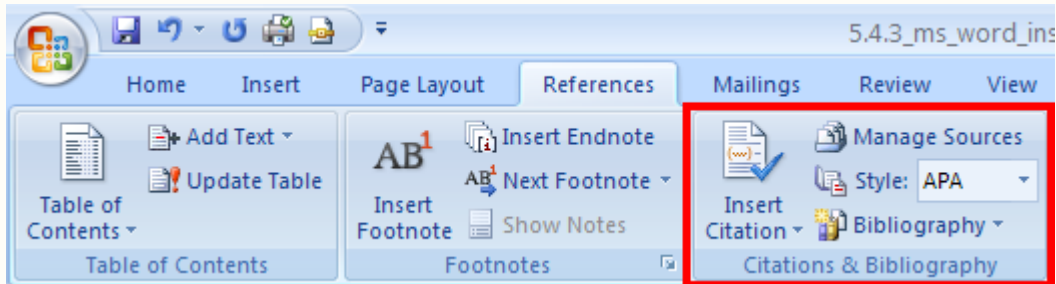 5.4.3_ms_word_ins
Home Insert Page Layout References Mailings Review View
Table of
Contents
Add Text
Update Table
Table of Contents
AB1
Insert
Footnote
Insert Endnote
AB1 Next Footnote
Show Notes
Footnotes
Insert
Citation
Manage Sources
Style: APA
Bibliography
Citations & Bibliography